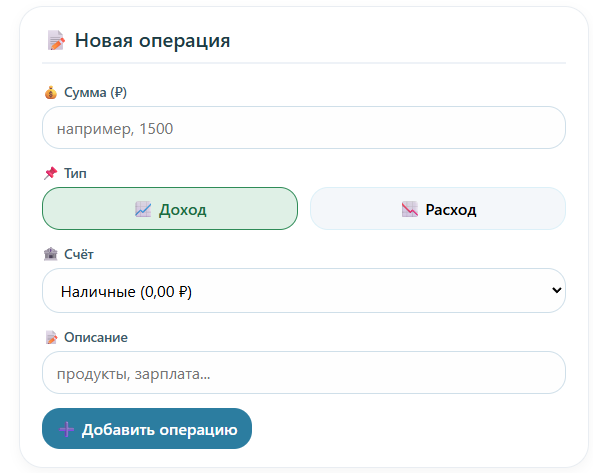 Новая операция
Сумма (₽)
например, 1500
Тип
Доход
Расход
Счёт
Наличные (0,00 ₽)
Описание
продукты, зарплата...
Добавить операцию